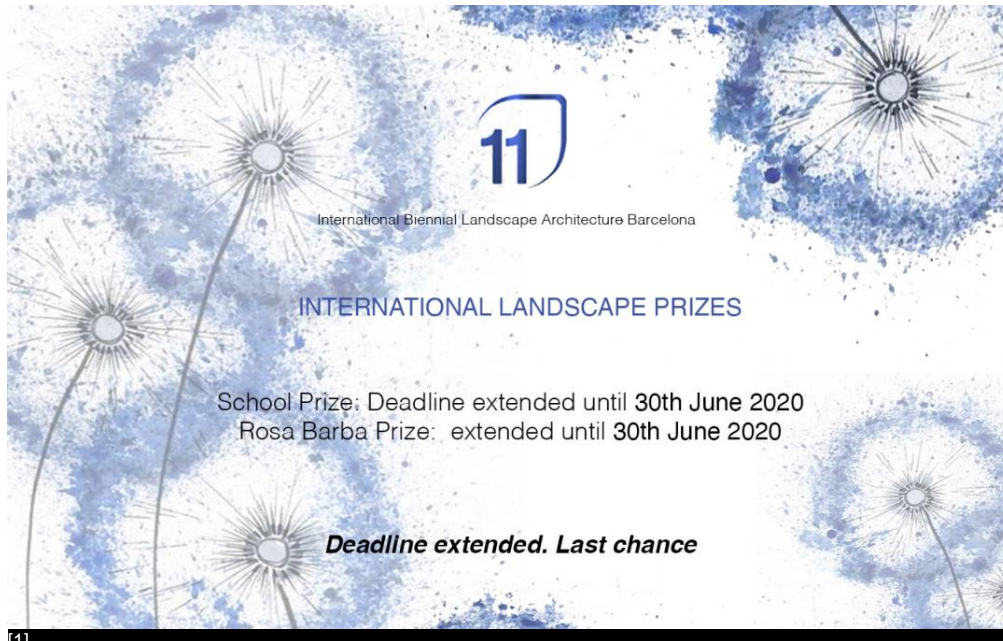 11
International Biennial Landscape Architecture Barcelona
INTERNATIONAL LANDSCAPE PRIZES
School Prize: Deadline extended until 30th June 2020
Rosa Barba Prize: extended until 30th June 2020
Deadline extended. Last chance
[1]